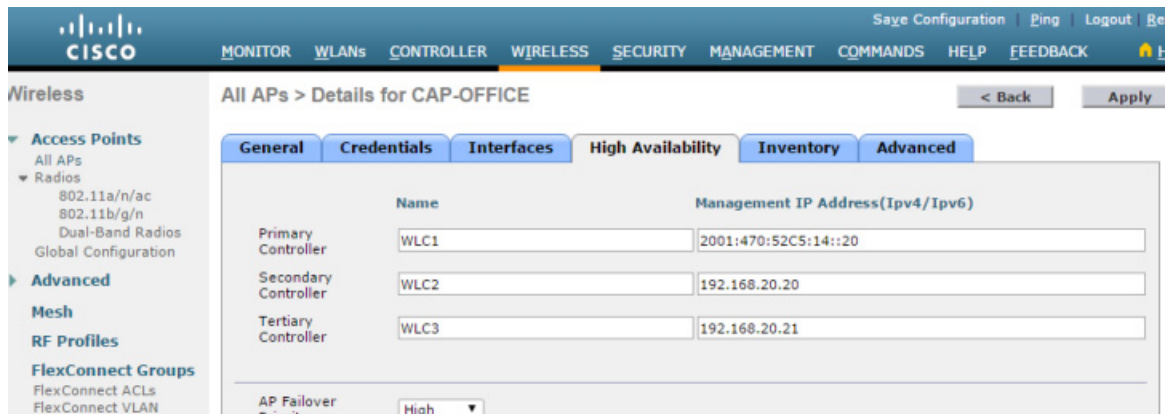 Save Configuration | Ping | Logout | Re
CISCO
MONITOR WLANs CONTROLLER WIRELESS SECURITY MANAGEMENT COMMANDS HELP FEEDBACK
Wireless
Access Points
All APs
Radios
802.11a/n/ac
802.11b/g/n
Dual-Band Radios
Global Configuration
Advanced
Mesh
RF Profiles
FlexConnect Groups
FlexConnect ACLs
FlexConnect VLAN
All APs > Details for CAP-OFFICE
< Back Apply
General Credentials Interfaces High Availability Inventory Advanced
Name Management IP Address(Ipv4/Ipv6)
Primary
Controller
WLC1 2001:470:52C5:14::20
Secondary
Controller
WLC2 192.168.20.20
Tertiary
Controller
WLC3 192.168.20.21
AP Failover
High